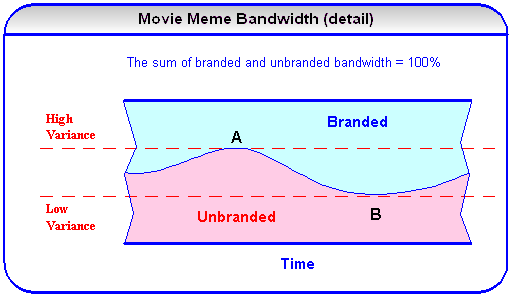 Movie Meme Bandwidth (detail)
The sum of branded and unbranded bandwidth = 100%
High
Variance
A
Branded
Low
Variance
Unbranded
B
Time